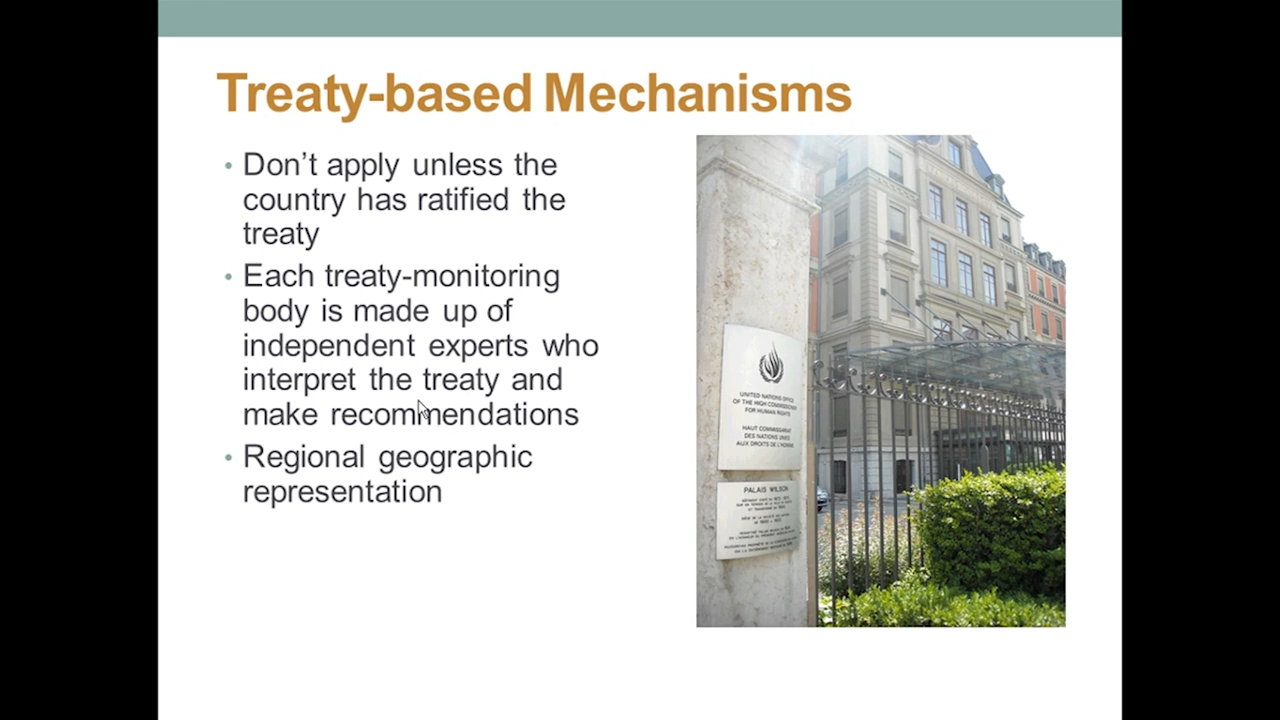 Treaty-based Mechanisms
• Don’t apply unless the
country has ratified the
treaty
• Each treaty-monitoring
body is made up of
independent experts who
interpret the treaty and
make recommendations
• Regional geographic
representation
UNITED NATIONS OFFICE
OF THE HIGH COMMISSIONER
FOR HUMAN RIGHTS
HAUT COMMISSARIAT
DES NATIONS UNIES
AUX DROITS DE L'HOMME
PALAIS WILSON